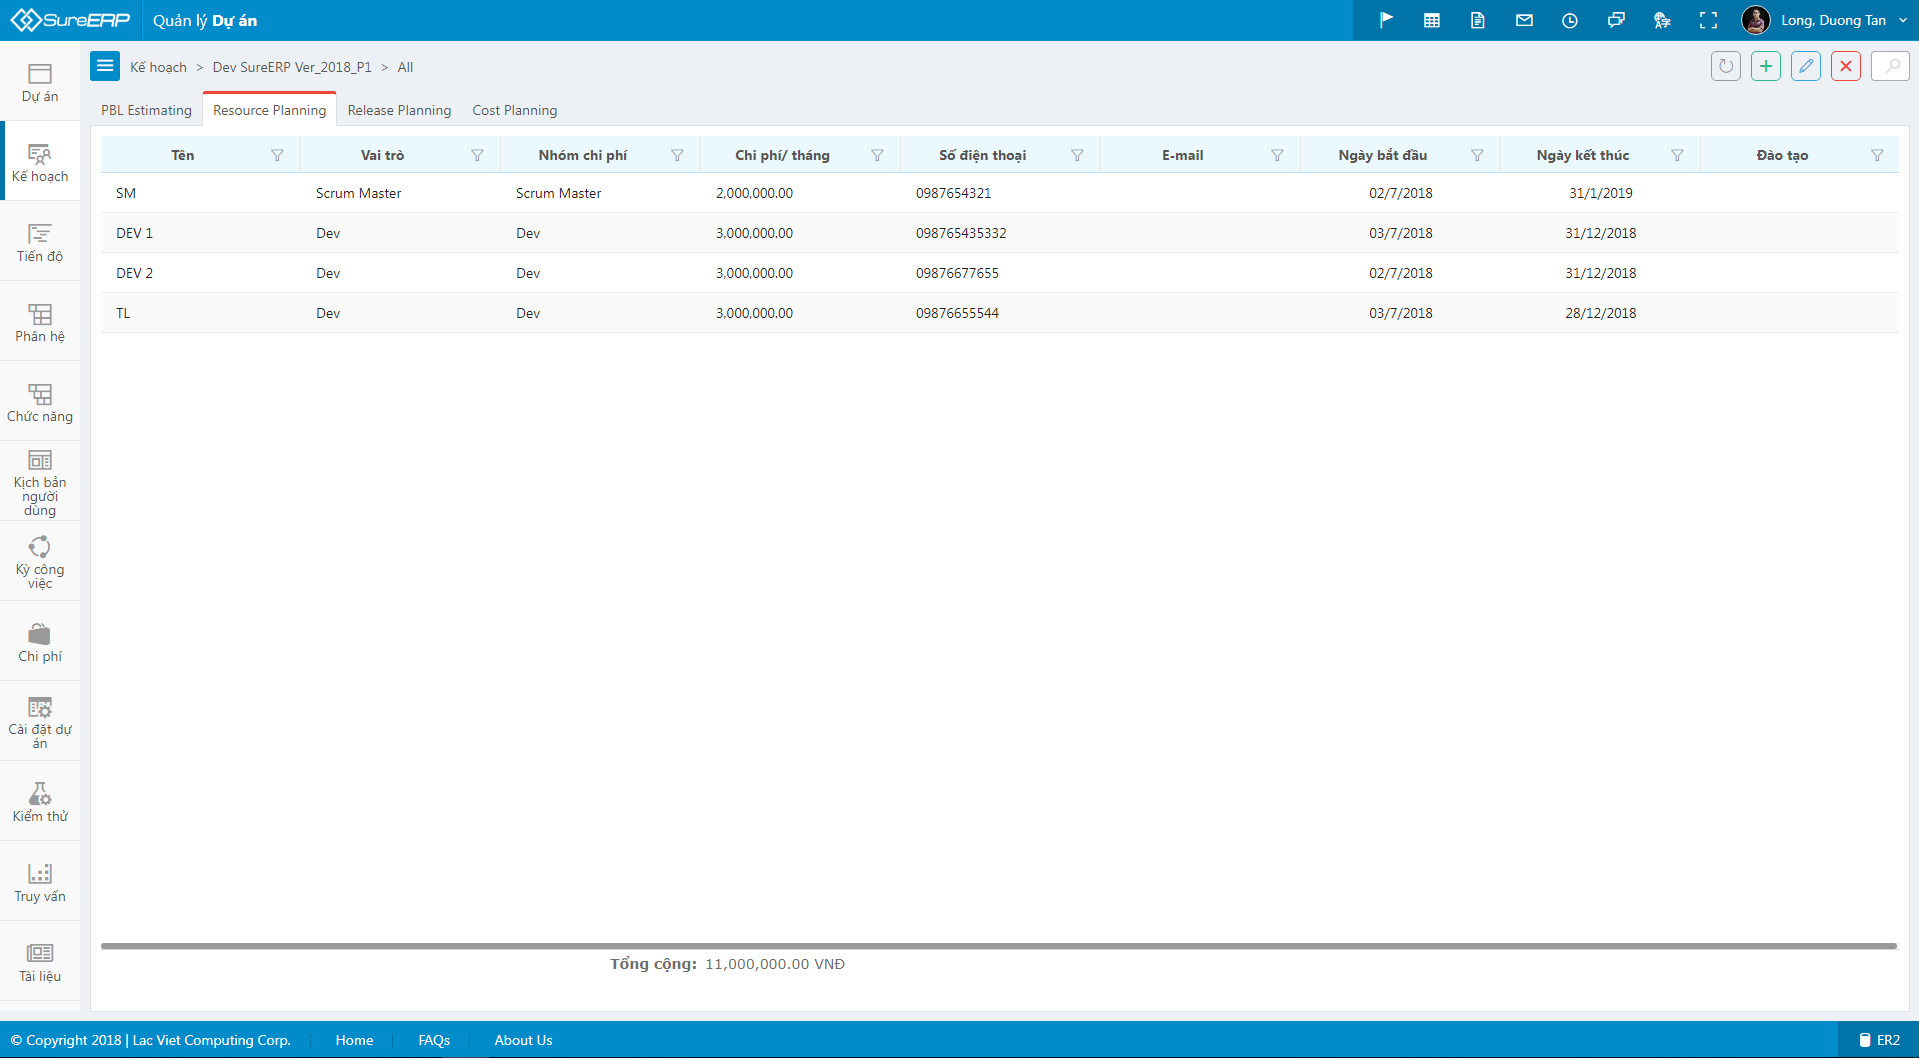 SureERP
Quản lý Dự án
Long, Duong Tan
Dự án
Kế hoạch
Tiến độ
Phân hệ
Chức năng
Kịch bản
người
dùng
Kỳ công
việc
Chi phí
Cài đặt dự
án
Kiểm thử
Truy vấn
Tài liệu
Kế hoạch > Dev SureERP Ver_2018_P1 > All
PBL Estimating Resource Planning Release Planning Cost Planning
Tên Vai trò Nhóm chi phí Chi phí/ tháng Số điện thoại E-mail Ngày bắt đầu Ngày kết thúc Đào tạo
SM Scrum Master Scrum Master 2,000,000.00 0987654321 02/7/2018 31/1/2019
DEV 1 Dev Dev 3,000,000.00 098765435332 03/7/2018 31/12/2018
DEV 2 Dev Dev 3,000,000.00 09876677655 02/7/2018 31/12/2018
TL Dev Dev 3,000,000.00 09876655544 03/7/2018 28/12/2018
Tổng cộng: 11,000,000.00 VNĐ
© Copyright 2018 | Lac Viet Computing Corp. Home FAQs About Us ER2